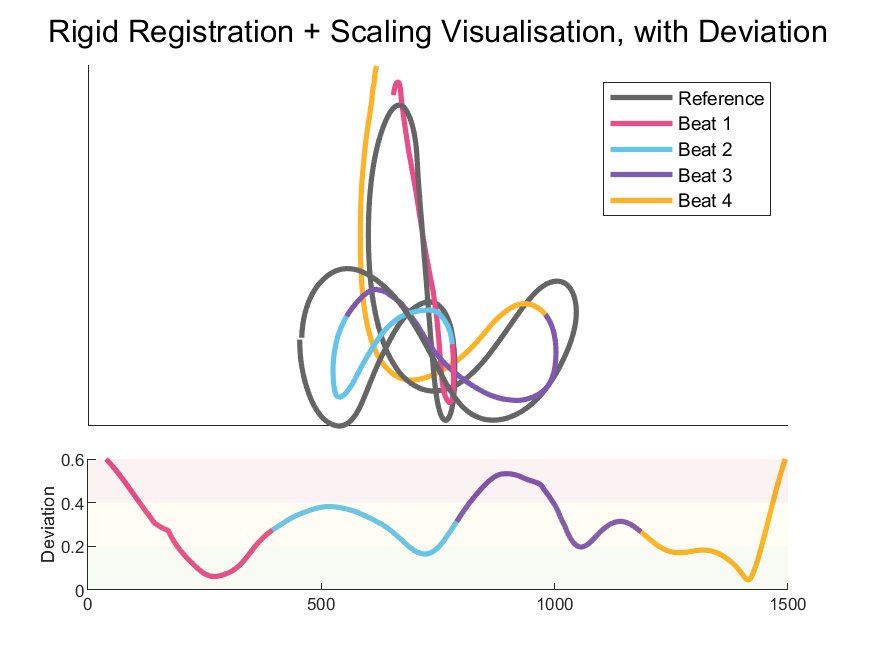 Rigid Registration + Scaling Visualisation, with Deviation
Reference
Beat 1
Beat 2
Beat 3
Beat 4
Deviation
0.6
0.4
0.2
0
0
500
1000
1500